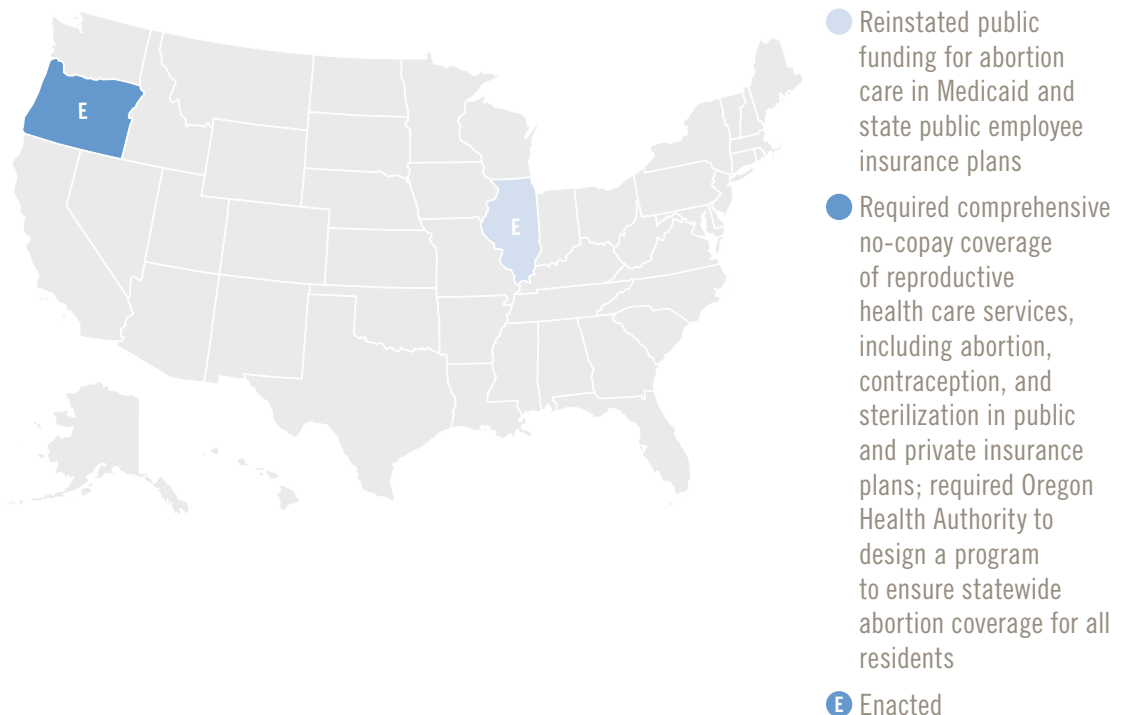 E
E
Reinstated public
funding for abortion
care in Medicaid and
state public employee
insurance plans
Required comprehensive
no-copay coverage
of reproductive
health care services,
including abortion,
contraception, and
sterilization in public
and private insurance
plans; required Oregon
Health Authority to
design a program
to ensure statewide
abortion coverage for all
residents
E Enacted